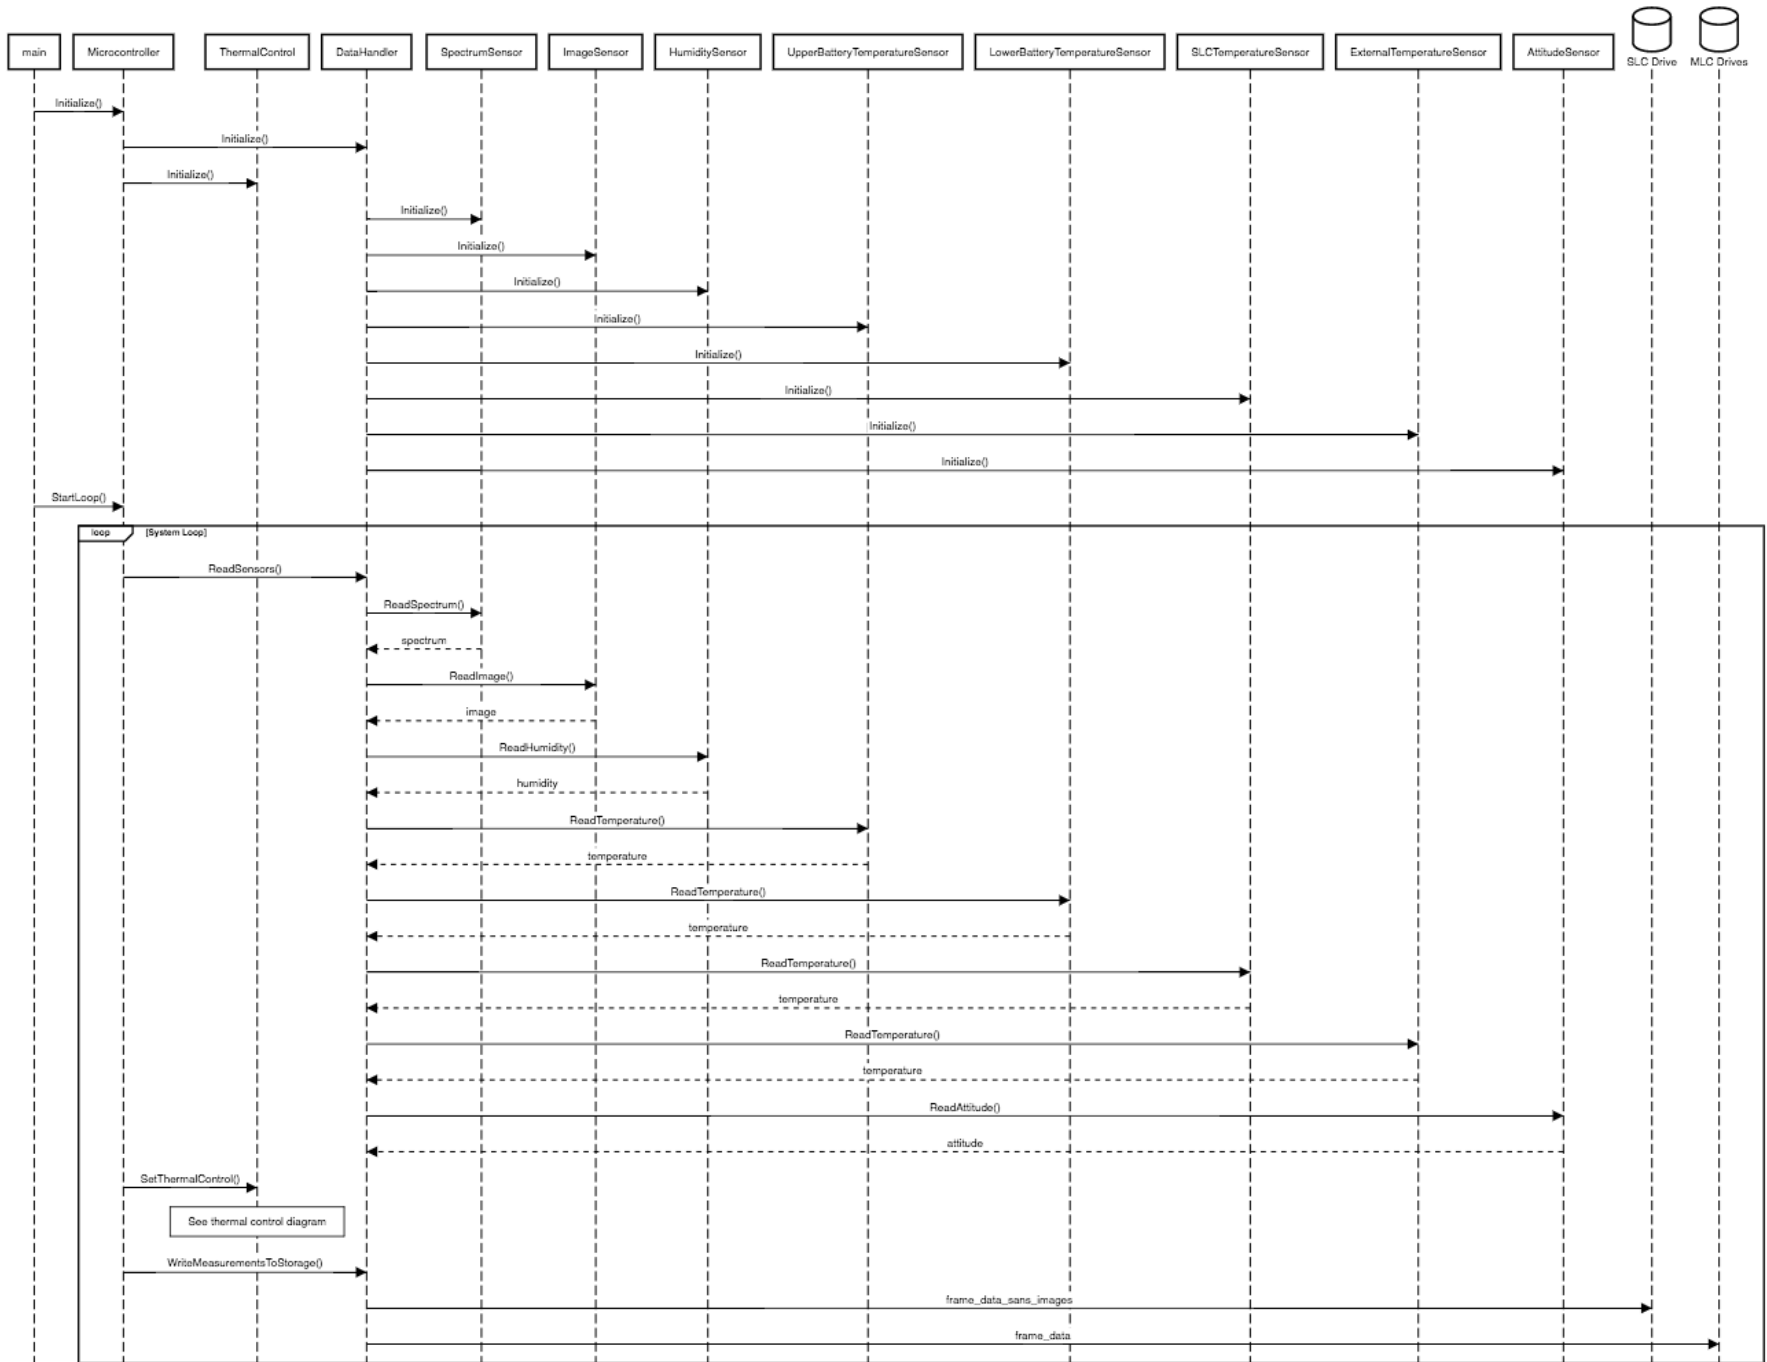 main
Microcontroller
ThermalControl
DataHandler
SpectrumSensor
ImageSensor
HumiditySensor
UpperBatteryTemperatureSensor
LowerBatteryTemperatureSensor
SLCTemperatureSensor
ExternalTemperatureSensor
AttitudeSensor
SLC Drive
MLC Drives
Initialize()
Initialize()
Initialize()
Initialize()
Initialize()
Initialize()
Initialize()
Initialize()
Initialize()
Initialize()
Initialize()
StartLoop()
loop
[System Loop]
ReadSensors()
ReadSpectrum()
spectrum
ReadImage()
image
ReadHumidity()
humidity
ReadTemperature()
temperature
ReadTemperature()
temperature
ReadTemperature()
temperature
ReadTemperature()
temperature
ReadAttitude()
attitude
SetThermalControl()
See thermal control diagram
WriteMeasurementsToStorage()
frame_data_sans_images
frame_data